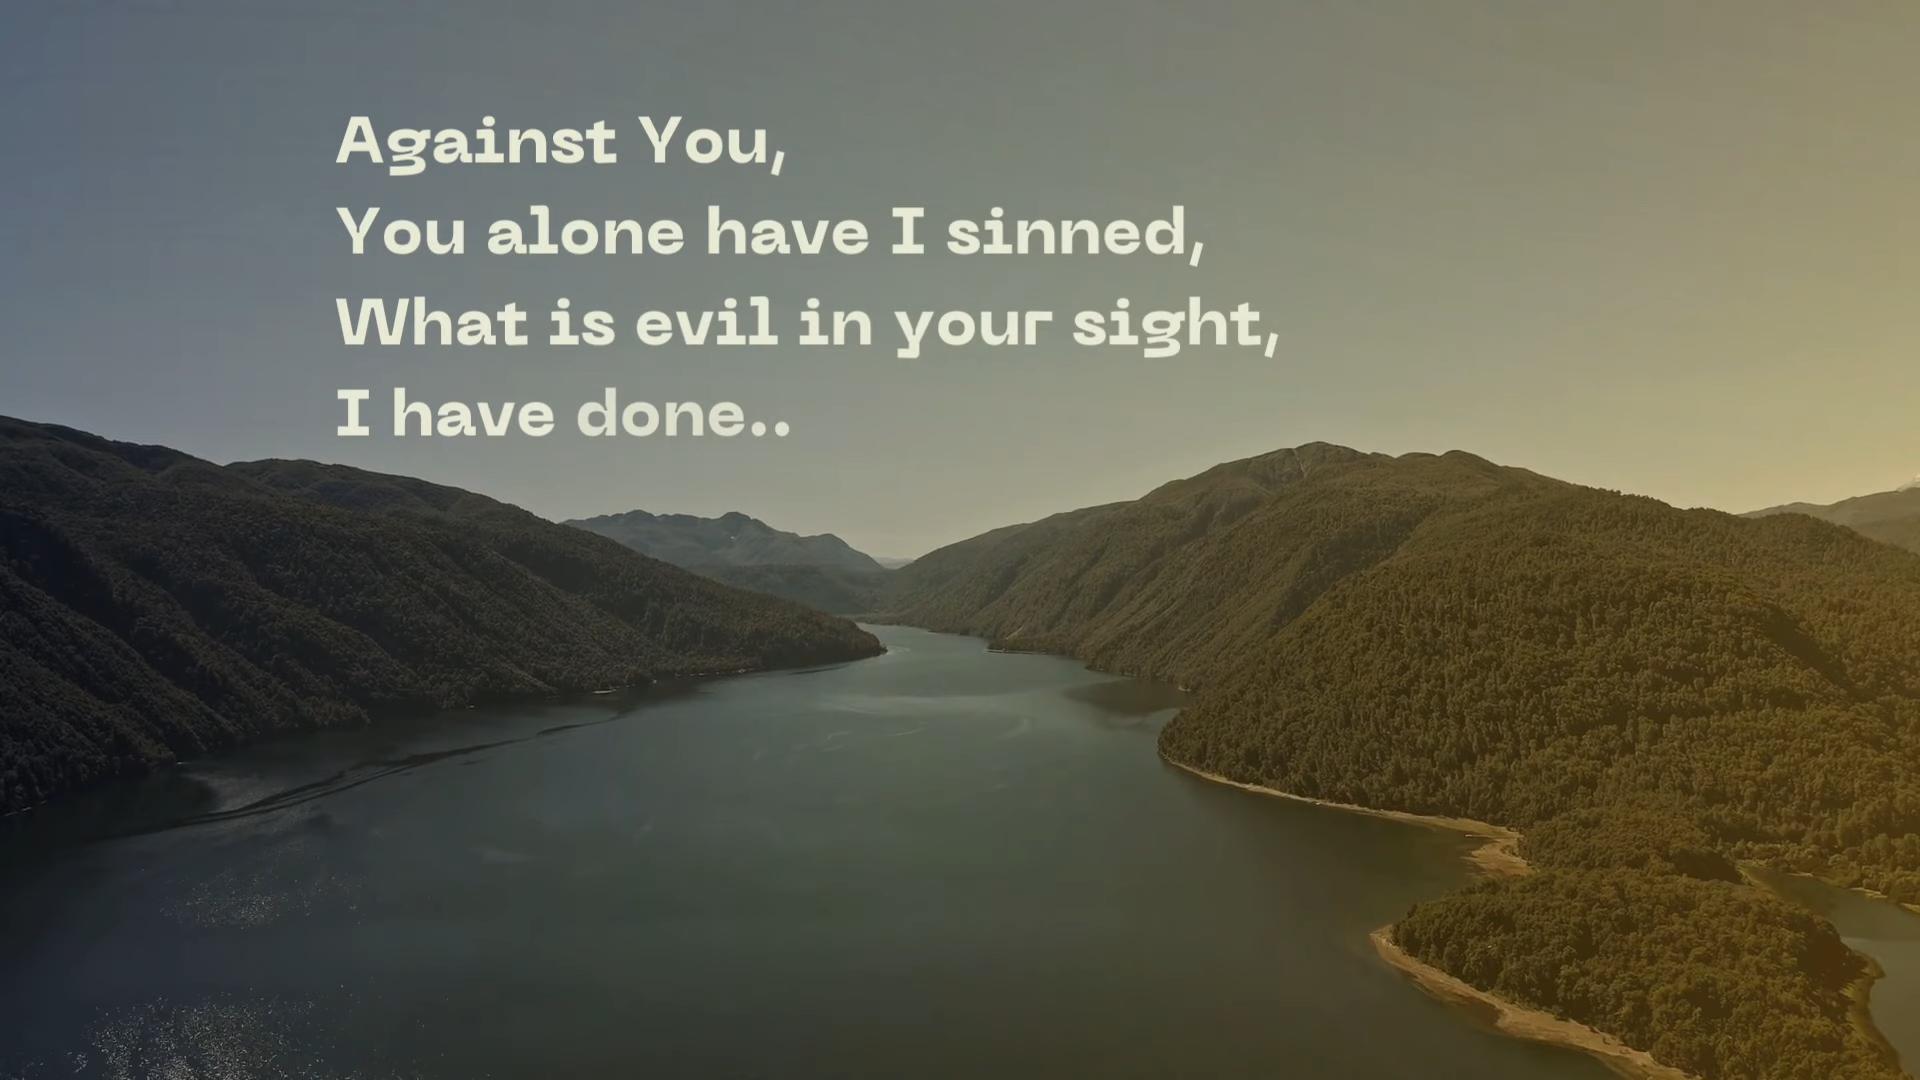 Against You,
You alone have I sinned,
What is evil in your sight,
I have done..